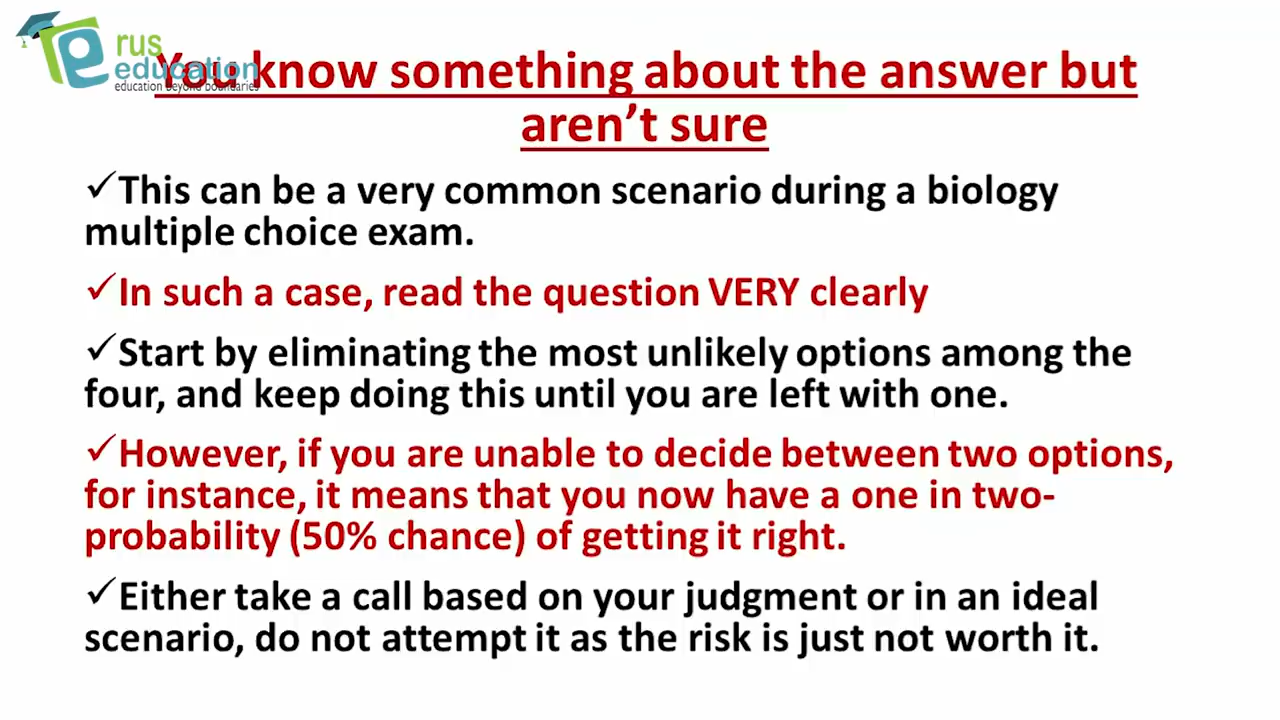 rus
education
education beyond boundaries
You know something about the answer but
aren’t sure
✓This can be a very common scenario during a biology
multiple choice exam.
✓In such a case, read the question VERY clearly
✓Start by eliminating the most unlikely options among the
four, and keep doing this until you are left with one.
✓However, if you are unable to decide between two options,
for instance, it means that you now have a one in two-
probability (50% chance) of getting it right.
✓Either take a call based on your judgment or in an ideal
scenario, do not attempt it as the risk is just not worth it.